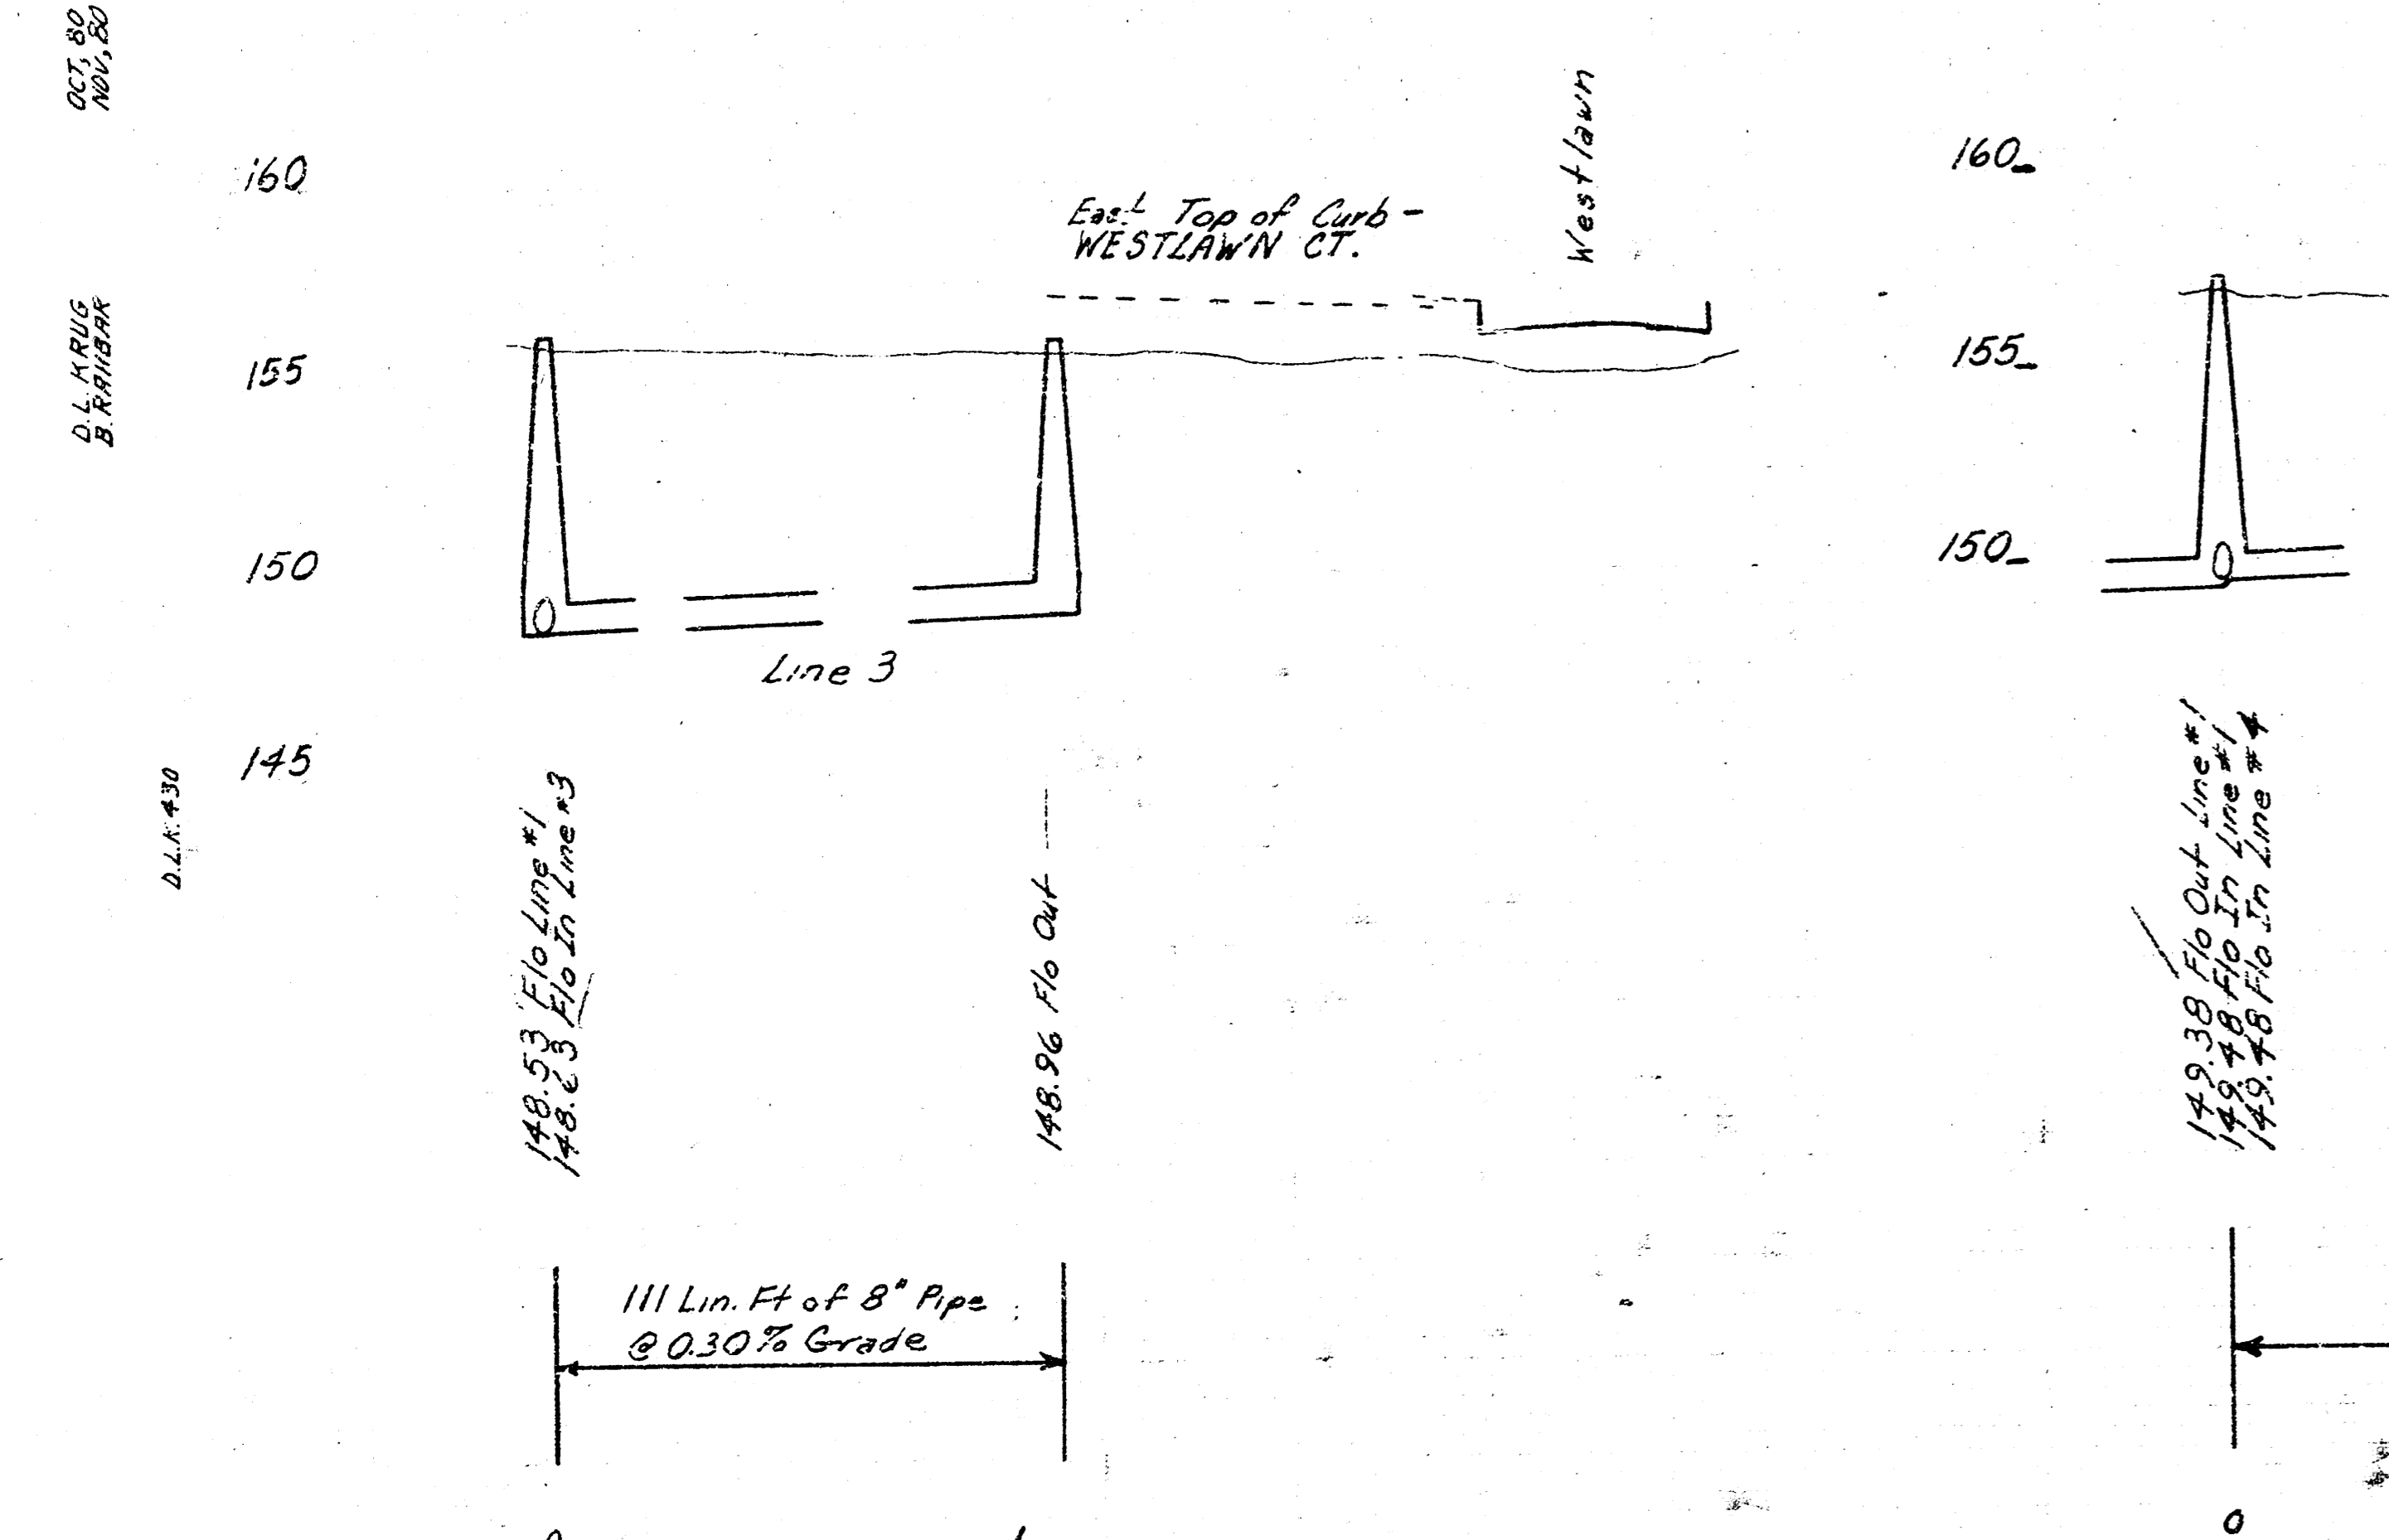 OCT, 80
NOV, 80
D. L. KRUG
D.L.K. 430
160
155
150
145
East Top of Curb -
WESTLAWN CT.
Westlawn
Line 3
148.53 Flo Line #1
Flo In Line #3
148.96 Flo Out
111 Lin. Ft of 8" Pipe
@ 0.30% Grade
160
155
150
149.38 Flo Out Line #1
149.48 Flo In Line #1
149.48 Flo In Line #4
0